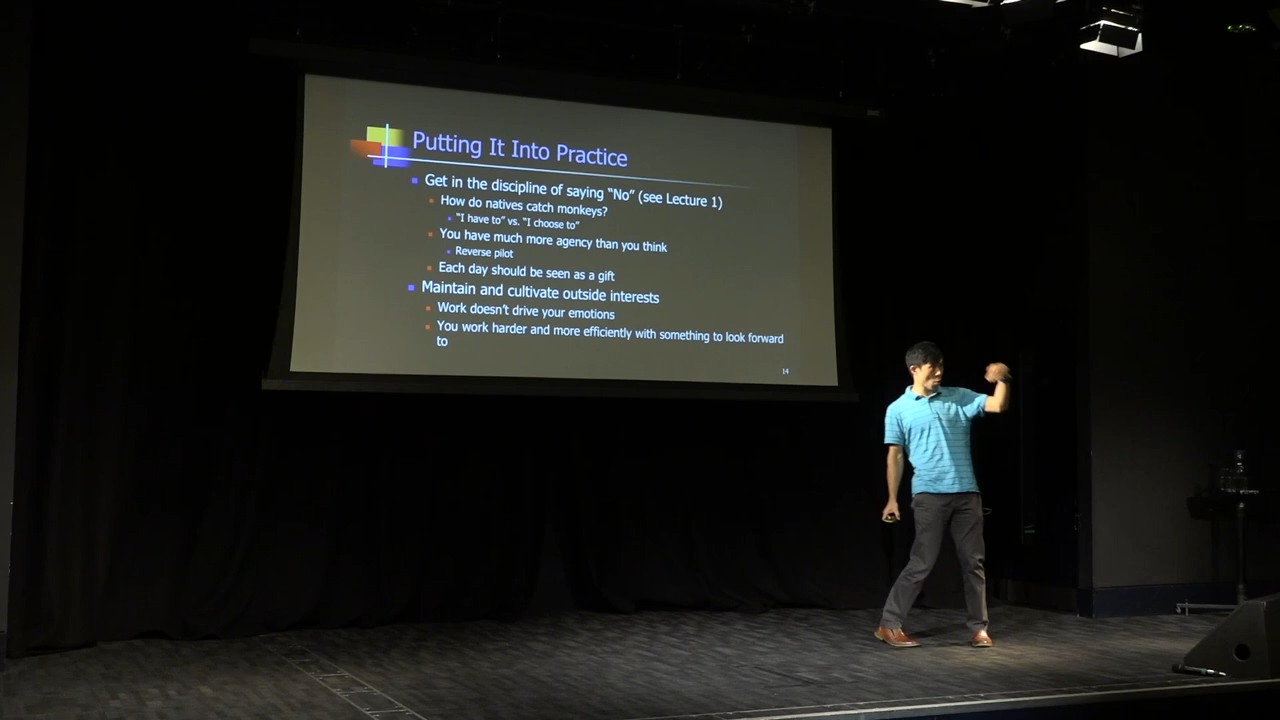 Putting It Into Practice
Get in the discipline of saying “No” (see Lecture 1)
How do natives catch monkeys?
“I have to” vs. “I choose to”
You have much more agency than you think
Reverse pilot
Each day should be seen as a gift
Maintain and cultivate outside interests
Work doesn’t drive your emotions
You work harder and more efficiently with something to look forward
to
14